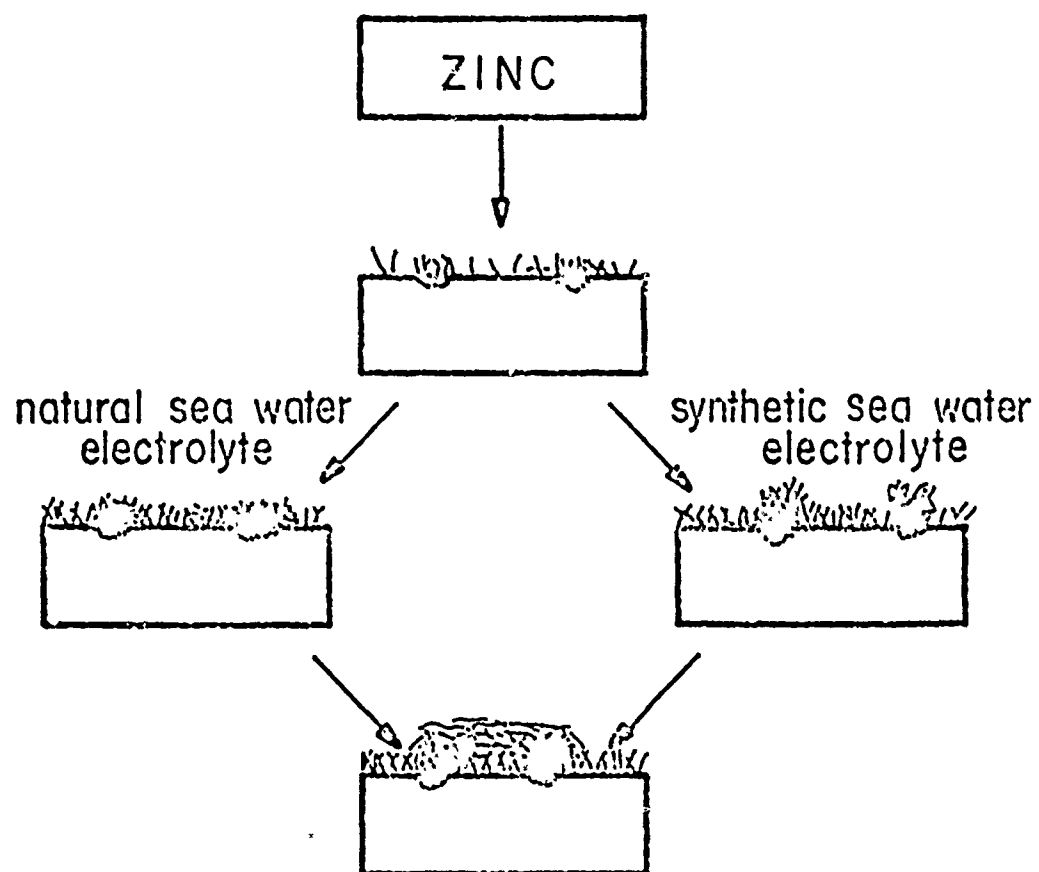 ZINC
natural sea water
electrolyte
synthetic sea water
electrolyte